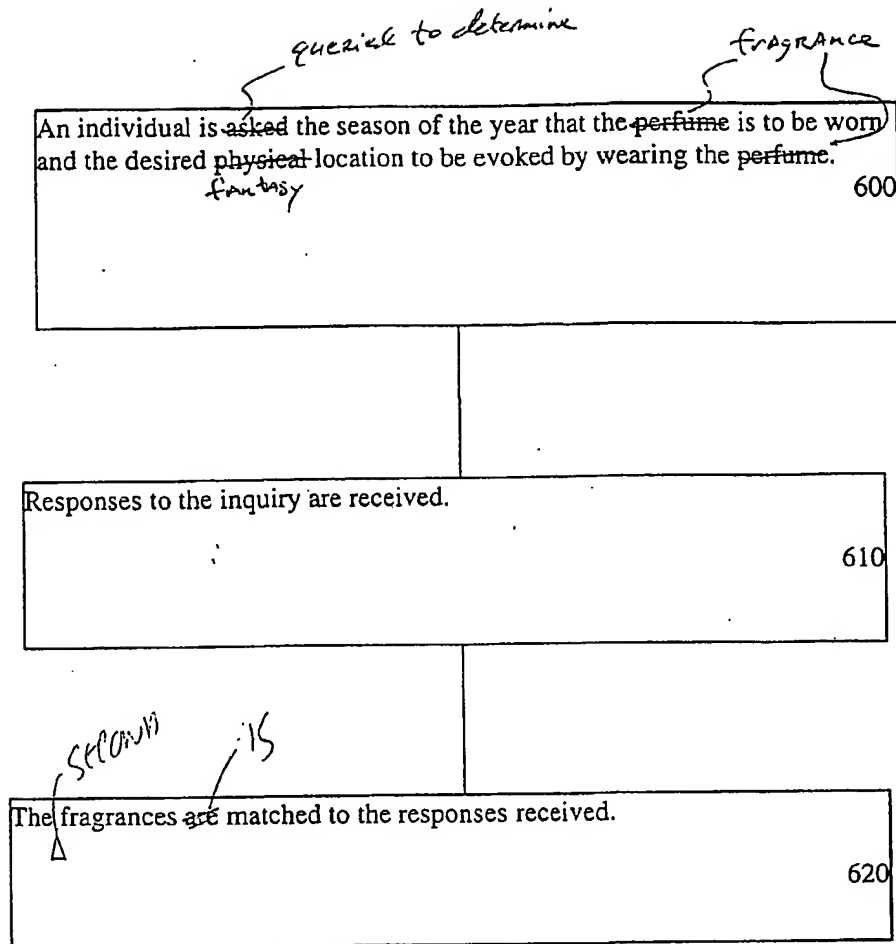 queried to determine
fragrance
An individual is asked the season of the year that the perfume is to be worn
and the desired physical location to be evoked by wearing the perfume.
fantasy
600
Responses to the inquiry are received.
610
is
The fragrances are matched to the responses received.
620